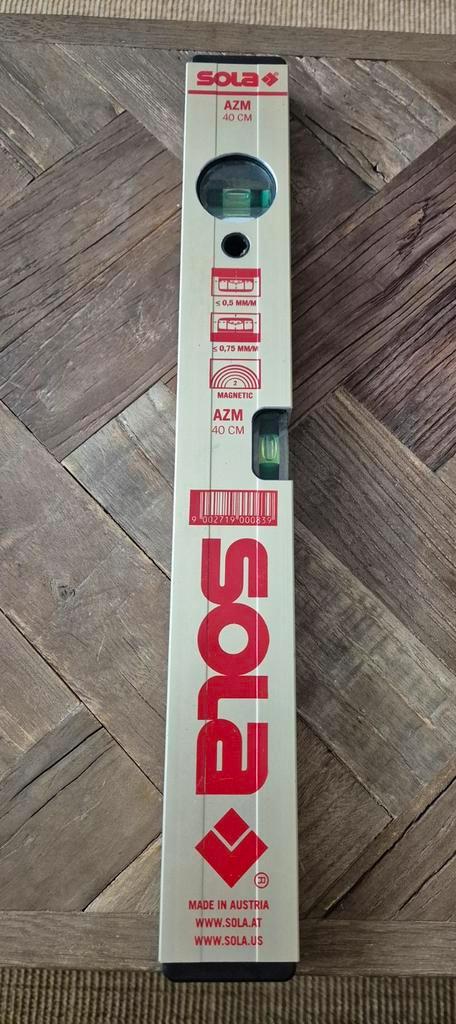 SOLA
AZM
40 CM
≤ 0,5 MM/M
≤ 0,75 MM/M
2
MAGNETIC
AZM
40 CM
9 002719 000839
SOLA
®
MADE IN AUSTRIA
WWW.SOLA.AT
WWW.SOLA.US